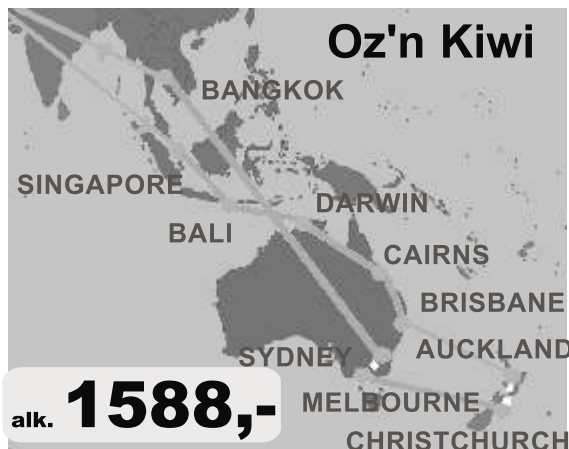 Oz'n Kiwi
BANGKOK
SINGAPORE
DARWIN
BALI
CAIRNS
BRISBANE
AUCKLAND
SYDNEY
alk. 1588,-
MELBOURNE
CHRISTCHURCH